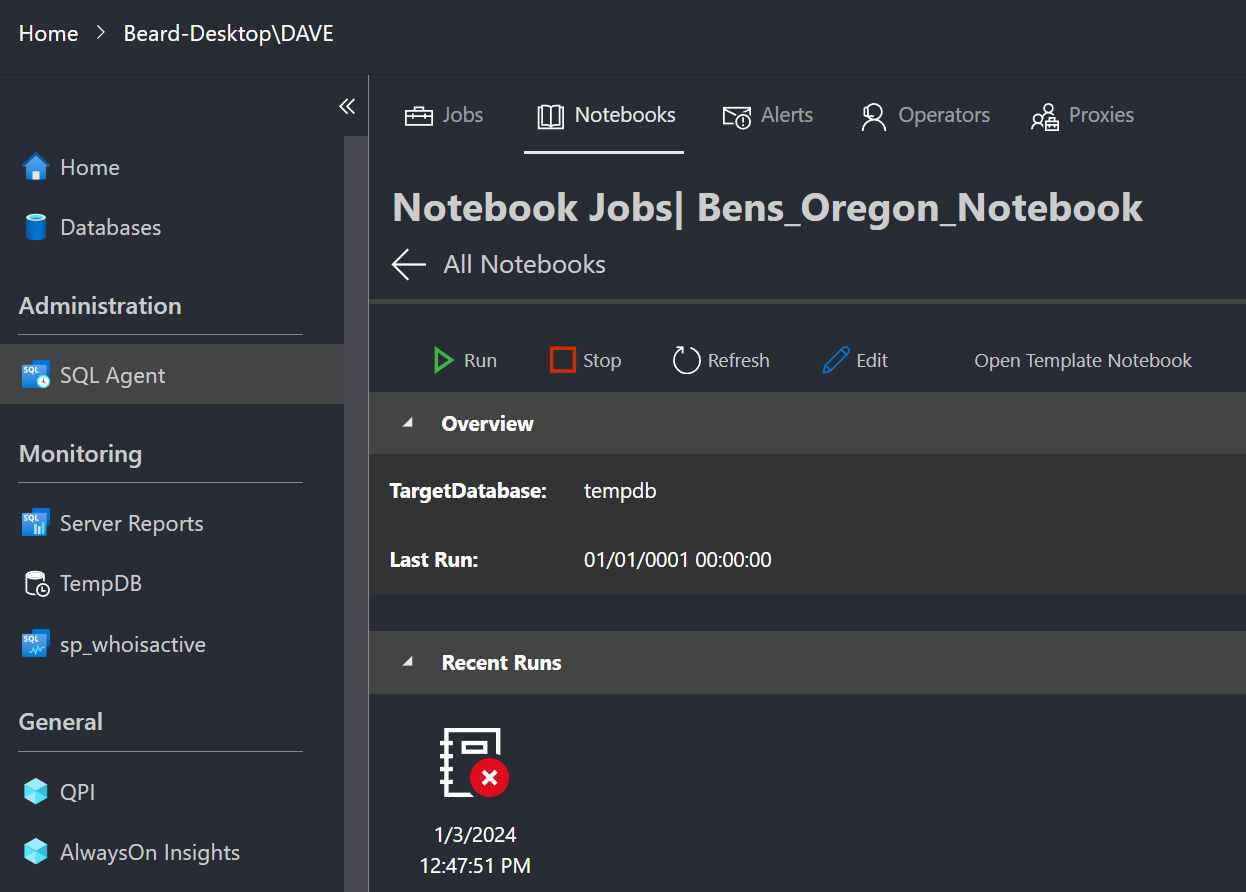 Home > Beard-Desktop\DAVE
Home
Databases
Administration
SQL Agent
Monitoring
Server Reports
TempDB
sp_whoisactive
General
QPI
AlwaysOn Insights
Jobs Notebooks Alerts Operators Proxies
Notebook Jobs| Bens_Oregon_Notebook
All Notebooks
Run Stop Refresh Edit Open Template Notebook
Overview
TargetDatabase: tempdb
Last Run: 01/01/0001 00:00:00
Recent Runs
1/3/2024
12:47:51 PM